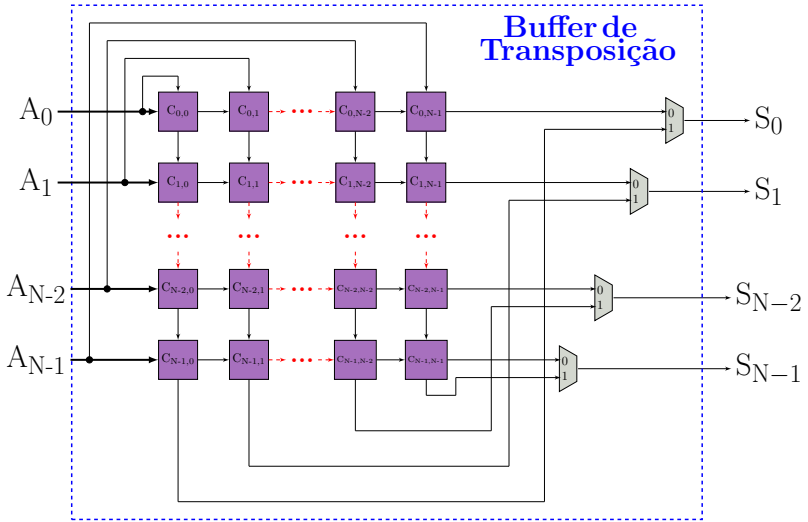 Buffer de
Transposição
A0 C0,0 C0,1 ... C0,N-2 C0,N-1 0 1 S0
A1 C1,0 C1,1 ... C1,N-2 C1,N-1 0 1 S1
... ... ... ...
AN-2 CN-2,0 CN-2,1 ... CN-2,N-2 CN-2,N-1 0 1 SN−2
AN-1 CN-1,0 CN-1,1 ... CN-1,N-2 CN-1,N-1 0 1 SN−1